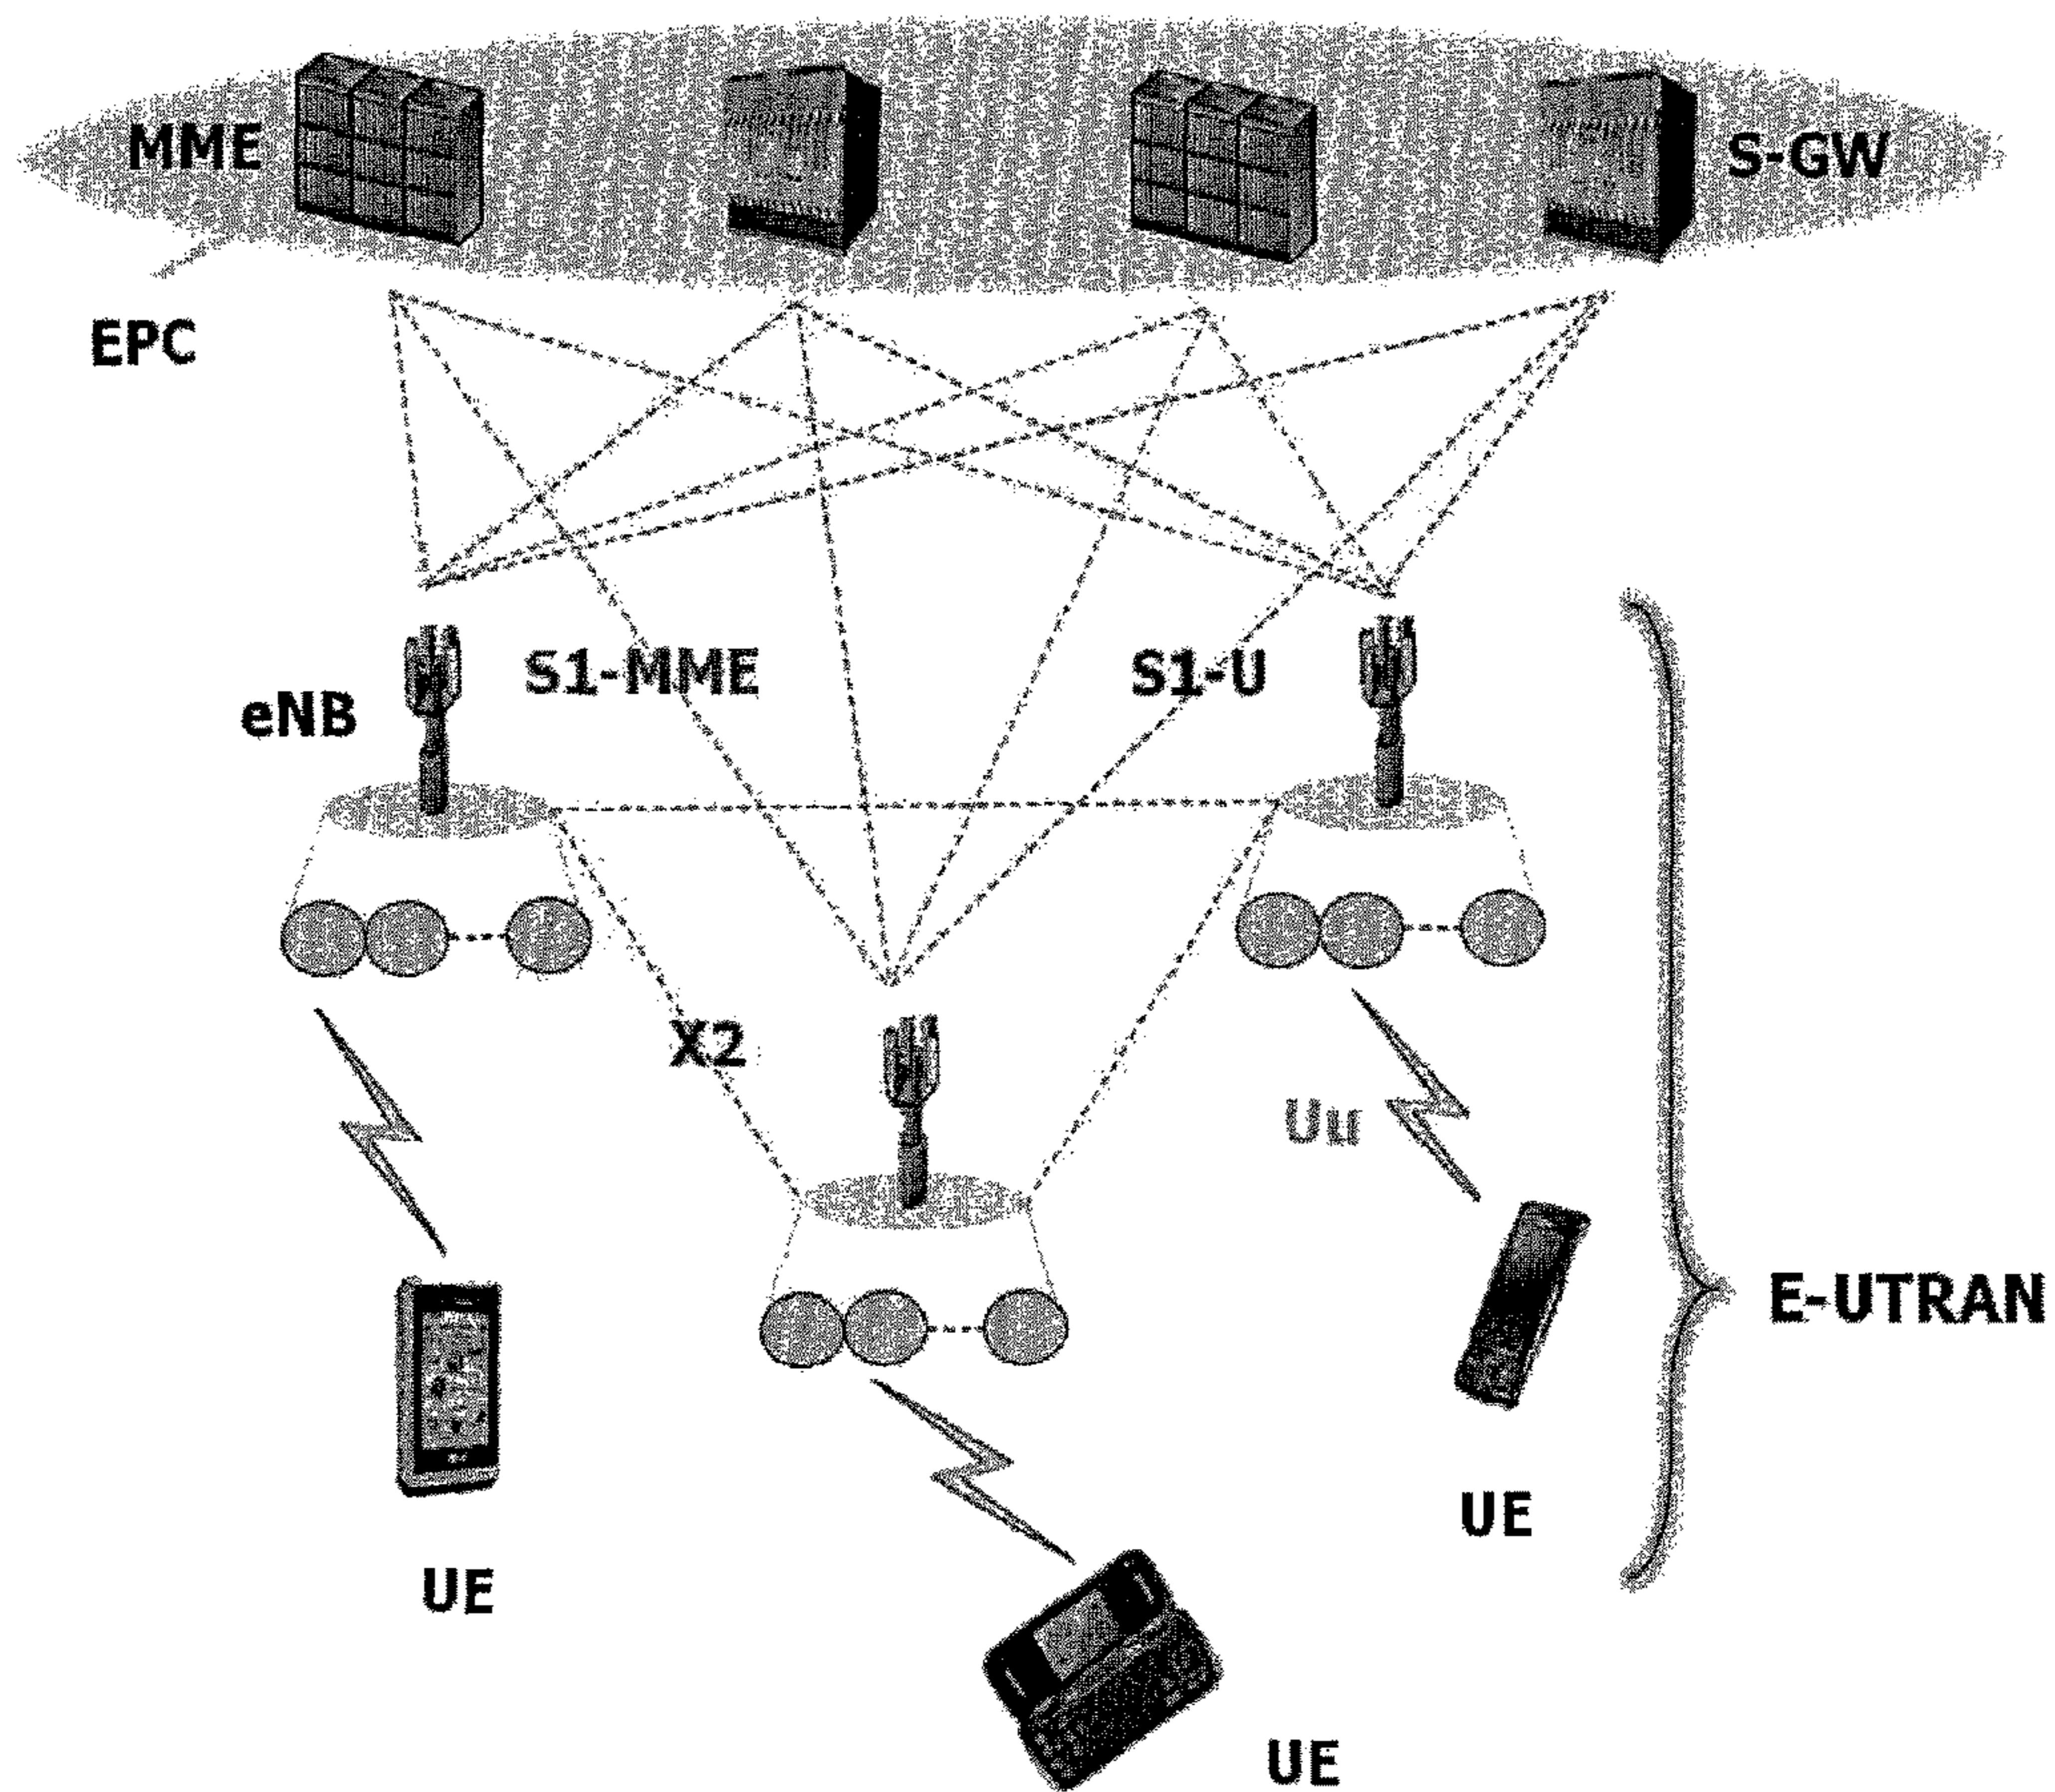 MME
S-GW
EPC
S1-MME
S1-U
eNB
X2
Uu
E-UTRAN
UE
UE
UE